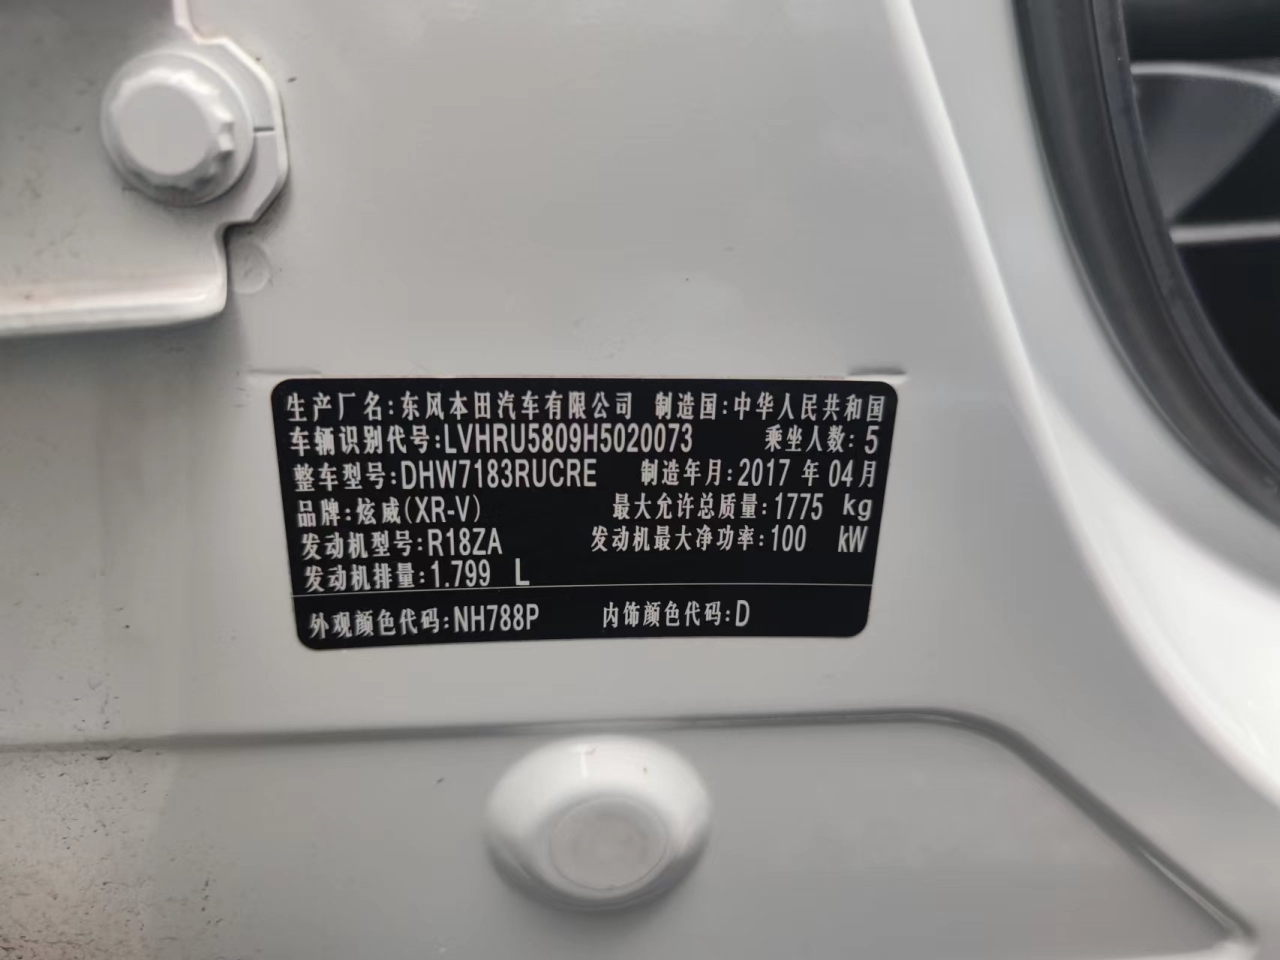 生产厂名:东风本田汽车有限公司 制造国:中华人民共和国
车辆识别代号:LVHRU5809H5020073 乘坐人数:5
整车型号:DHW7183RUCRE 制造年月:2017 年 04月
品牌:炫威(XR-V) 最大允许总质量:1775 kg
发动机型号:R18ZA 发动机最大净功率:100 kW
发动机排量:1.799 L
外观颜色代码:NH788P 内饰颜色代码:D